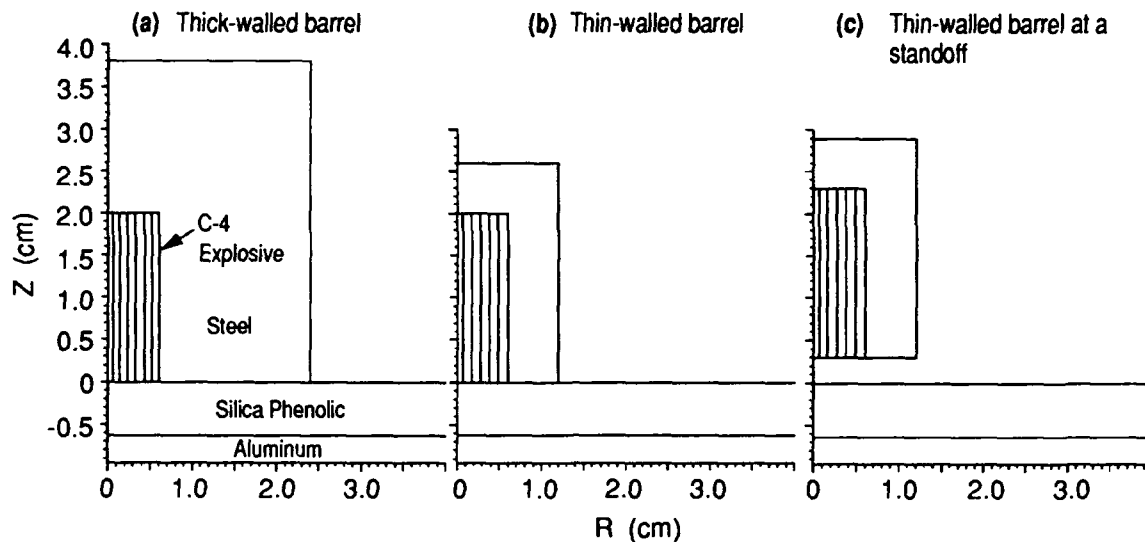 (a) Thick-walled barrel
(b) Thin-walled barrel
(c) Thin-walled barrel at a
standoff
4.0
3.5
3.0
2.5
2.0
1.5
1.0
0.5
0
-0.5
Z (cm)
C-4
Explosive
Steel
Silica Phenolic
Aluminum
0 1.0 2.0 3.0
0 1.0 2.0 3.0
0 1.0 2.0 3.0
R (cm)